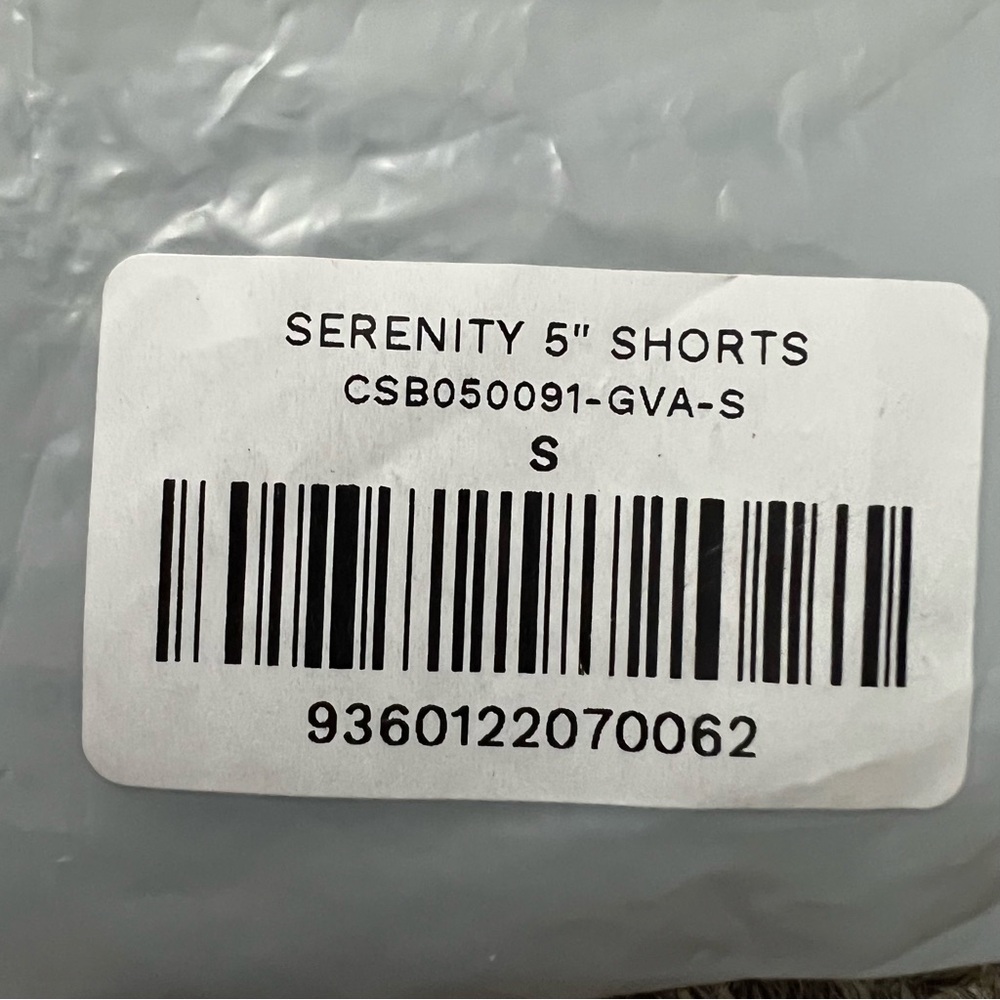 SERENITY 5" SHORTS
CSB050091-GVA-S
S
9360122070062